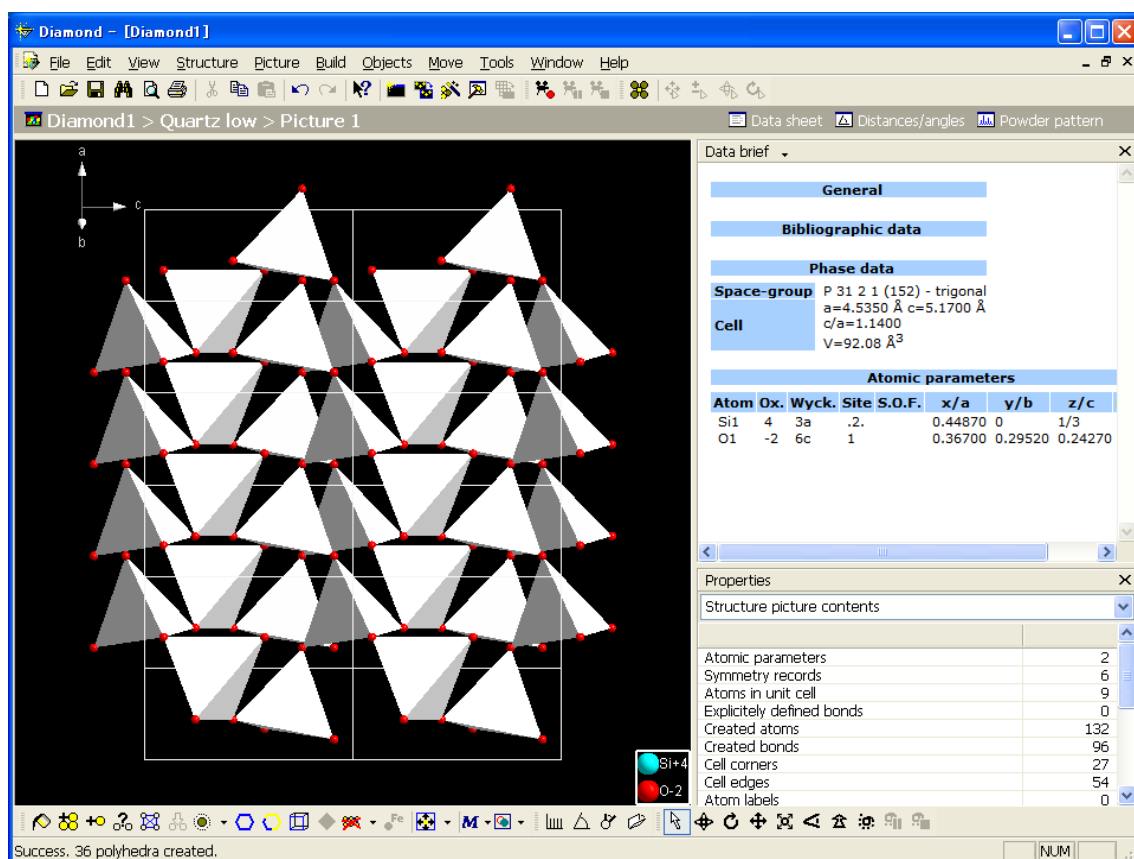 Diamond - [Diamond1]
File Edit View Structure Picture Build Objects Move Tools Window Help
Diamond1 > Quartz low > Picture 1 Data sheet Distances/angles Powder pattern
a
c
b
Si+4
O-2
Data brief
General
Bibliographic data
Phase data
Space-group P 31 2 1 (152) - trigonal
Cell a=4.5350 Å c=5.1700 Å
c/a=1.1400
V=92.08 Å3
Atomic parameters
Atom Ox. Wyck. Site S.O.F. x/a y/b z/c
Si1 4 3a .2. 0.44870 0 1/3
O1 -2 6c 1 0.36700 0.29520 0.24270
Properties
Structure picture contents
Atomic parameters 2
Symmetry records 6
Atoms in unit cell 9
Explicitely defined bonds 0
Created atoms 132
Created bonds 96
Cell corners 27
Cell edges 54
Atom labels 0
Fe
M
Success. 36 polyhedra created. NUM